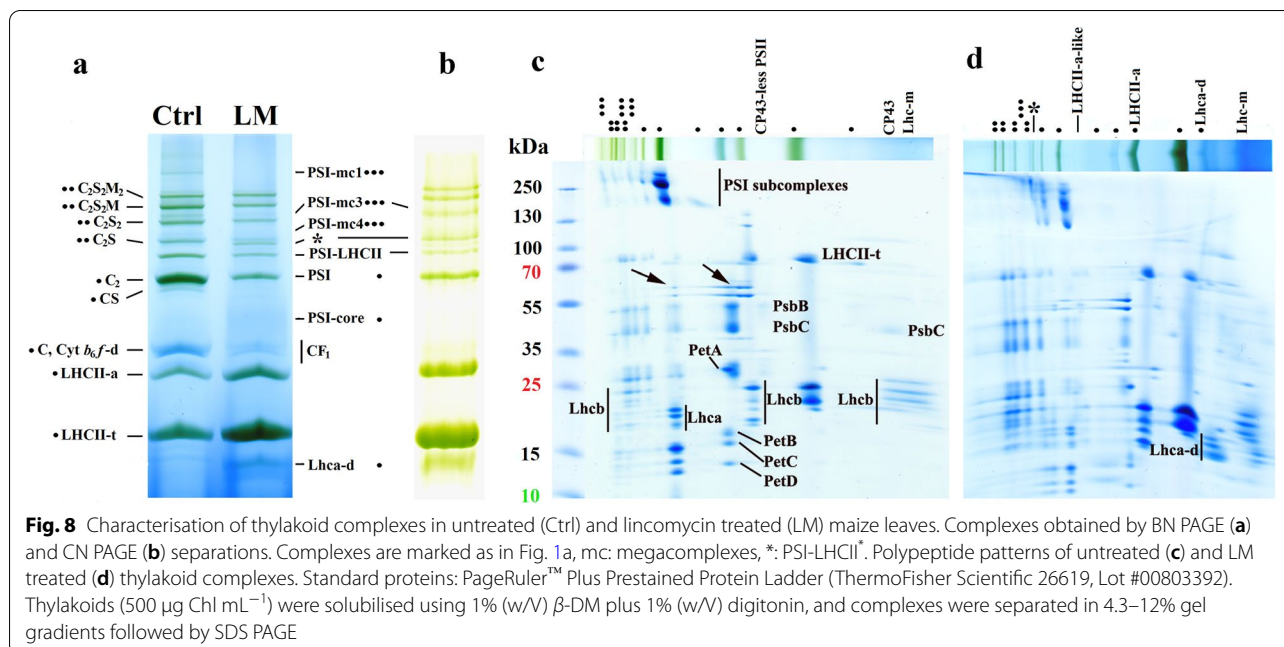 a
Ctrl LM
•• C₂S₂M₂
•• C₂S₂M
•• C₂S₂
•• C₂S
• C₂
• CS
• C, Cyt b₆f-d
• LHCII-a
• LHCII-t
PSI-mc1•••
PSI-mc3•••
PSI-mc4•••
*
PSI-LHCII
PSI •
PSI-core •
CF₁
Lhca-d •
b
c
CP43-less PSII
CP43
Lhc-m
kDa
250
130
100
70
55
35
25
15
10
PSI subcomplexes
LHCII-t
PsbB
PsbC
PsbC
PetA
Lhcb
Lhca
Lhcb
Lhcb
PetB
PetC
PetD
d
*
LHCII-a-like
•LHCII-a
•Lhca-d
Lhc-m
Lhca-d
Fig. 8 Characterisation of thylakoid complexes in untreated (Ctrl) and lincomycin treated (LM) maize leaves. Complexes obtained by BN PAGE (a)
and CN PAGE (b) separations. Complexes are marked as in Fig. 1a, mc: megacomplexes, *: PSI-LHCII*. Polypeptide patterns of untreated (c) and LM
treated (d) thylakoid complexes. Standard proteins: PageRuler™ Plus Prestained Protein Ladder (ThermoFisher Scientific 26619, Lot #00803392).
Thylakoids (500 µg Chl mL⁻¹) were solubilised using 1% (w/V) β-DM plus 1% (w/V) digitonin, and complexes were separated in 4.3–12% gel
gradients followed by SDS PAGE